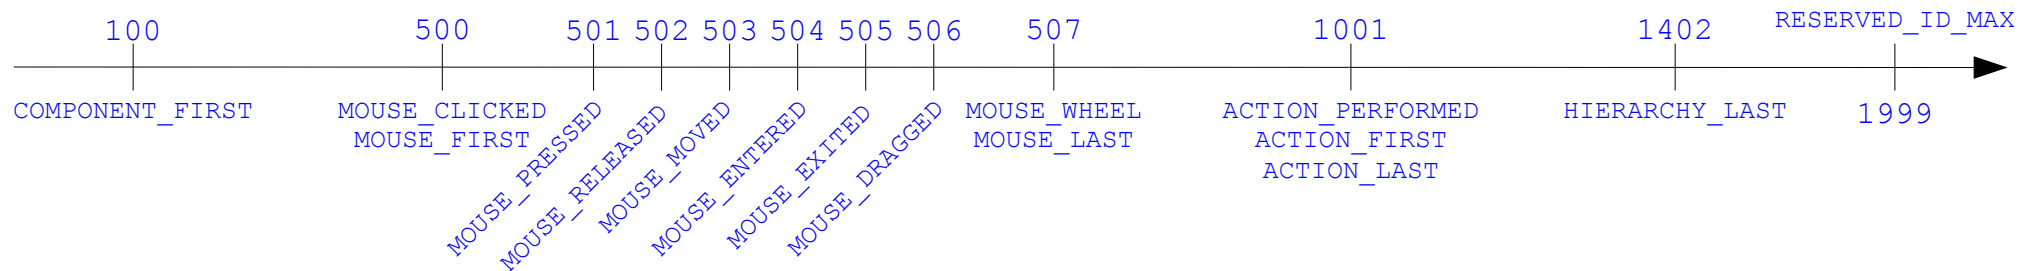 RESERVED_ID_MAX
100 500 501 502 503 504 505 506 507 1001 1402
COMPONENT_FIRST MOUSE_CLICKED MOUSE_WHEEL ACTION_PERFORMED HIERARCHY_LAST 1999
MOUSE_FIRST MOUSE_LAST ACTION_FIRST
ACTION_LAST
MOUSE_PRESSED
MOUSE_RELEASED
MOUSE_MOVED
MOUSE_ENTERED
MOUSE_EXITED
MOUSE_DRAGGED